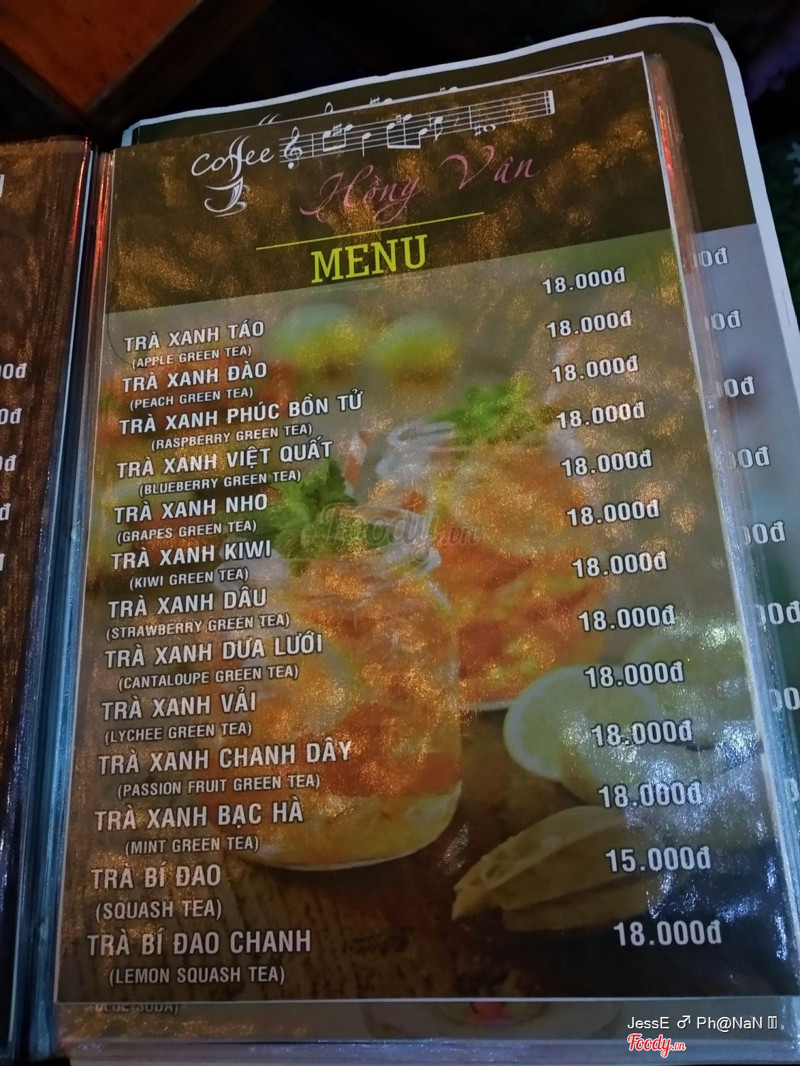 Coffee
Hồng Vân
MENU
TRÀ XANH TÁO 18.000đ
(APPLE GREEN TEA)
TRÀ XANH ĐÀO 18.000đ
(PEACH GREEN TEA)
TRÀ XANH PHÚC BỒN TỬ 18.000đ
(RASPBERRY GREEN TEA)
TRÀ XANH VIỆT QUẤT 18.000đ
(BLUEBERRY GREEN TEA)
TRÀ XANH NHO 18.000đ
(GRAPES GREEN TEA)
TRÀ XANH KIWI 18.000đ
(KIWI GREEN TEA)
TRÀ XANH DÂU 18.000đ
(STRAWBERRY GREEN TEA)
TRÀ XANH DƯA LƯỚI 18.000đ
(CANTALOUPE GREEN TEA)
TRÀ XANH VẢI 18.000đ
(LYCHEE GREEN TEA)
TRÀ XANH CHANH DÂY 18.000đ
(PASSION FRUIT GREEN TEA)
TRÀ XANH BẠC HÀ 18.000đ
(MINT GREEN TEA)
TRÀ BÍ ĐAO 15.000đ
(SQUASH TEA)
TRÀ BÍ ĐAO CHANH 18.000đ
(LEMON SQUASH TEA)
Foody.vn
JessE ♂ Ph@NaN
Foody.vn